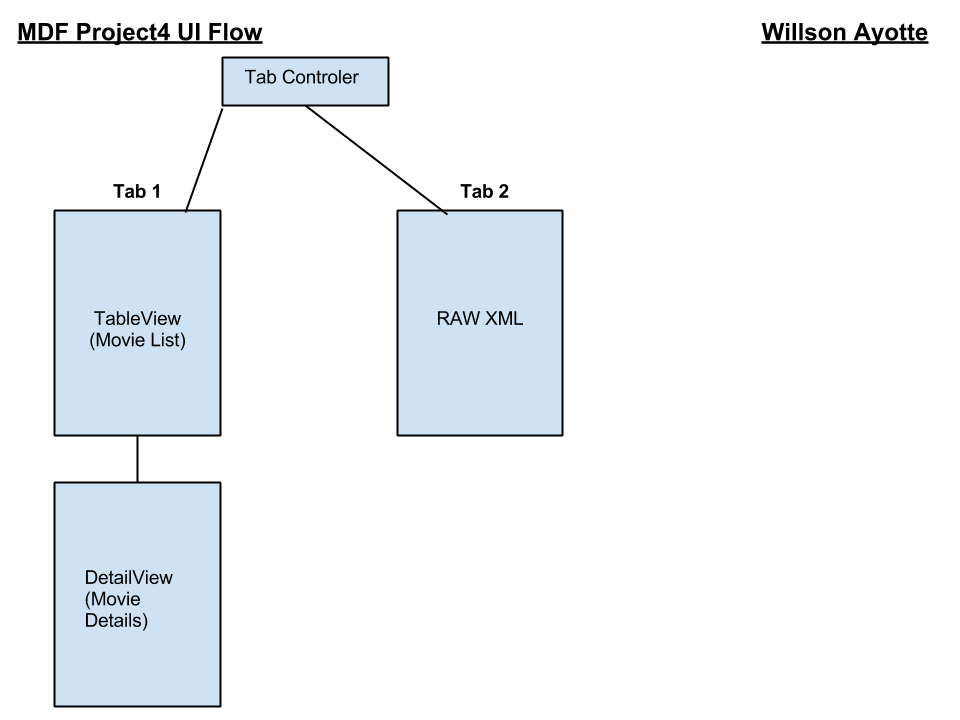 MDF Project4 UI Flow
Willson Ayotte
Tab Controler
Tab 1
Tab 2
TableView
(Movie List)
RAW XML
DetailView
(Movie
Details)